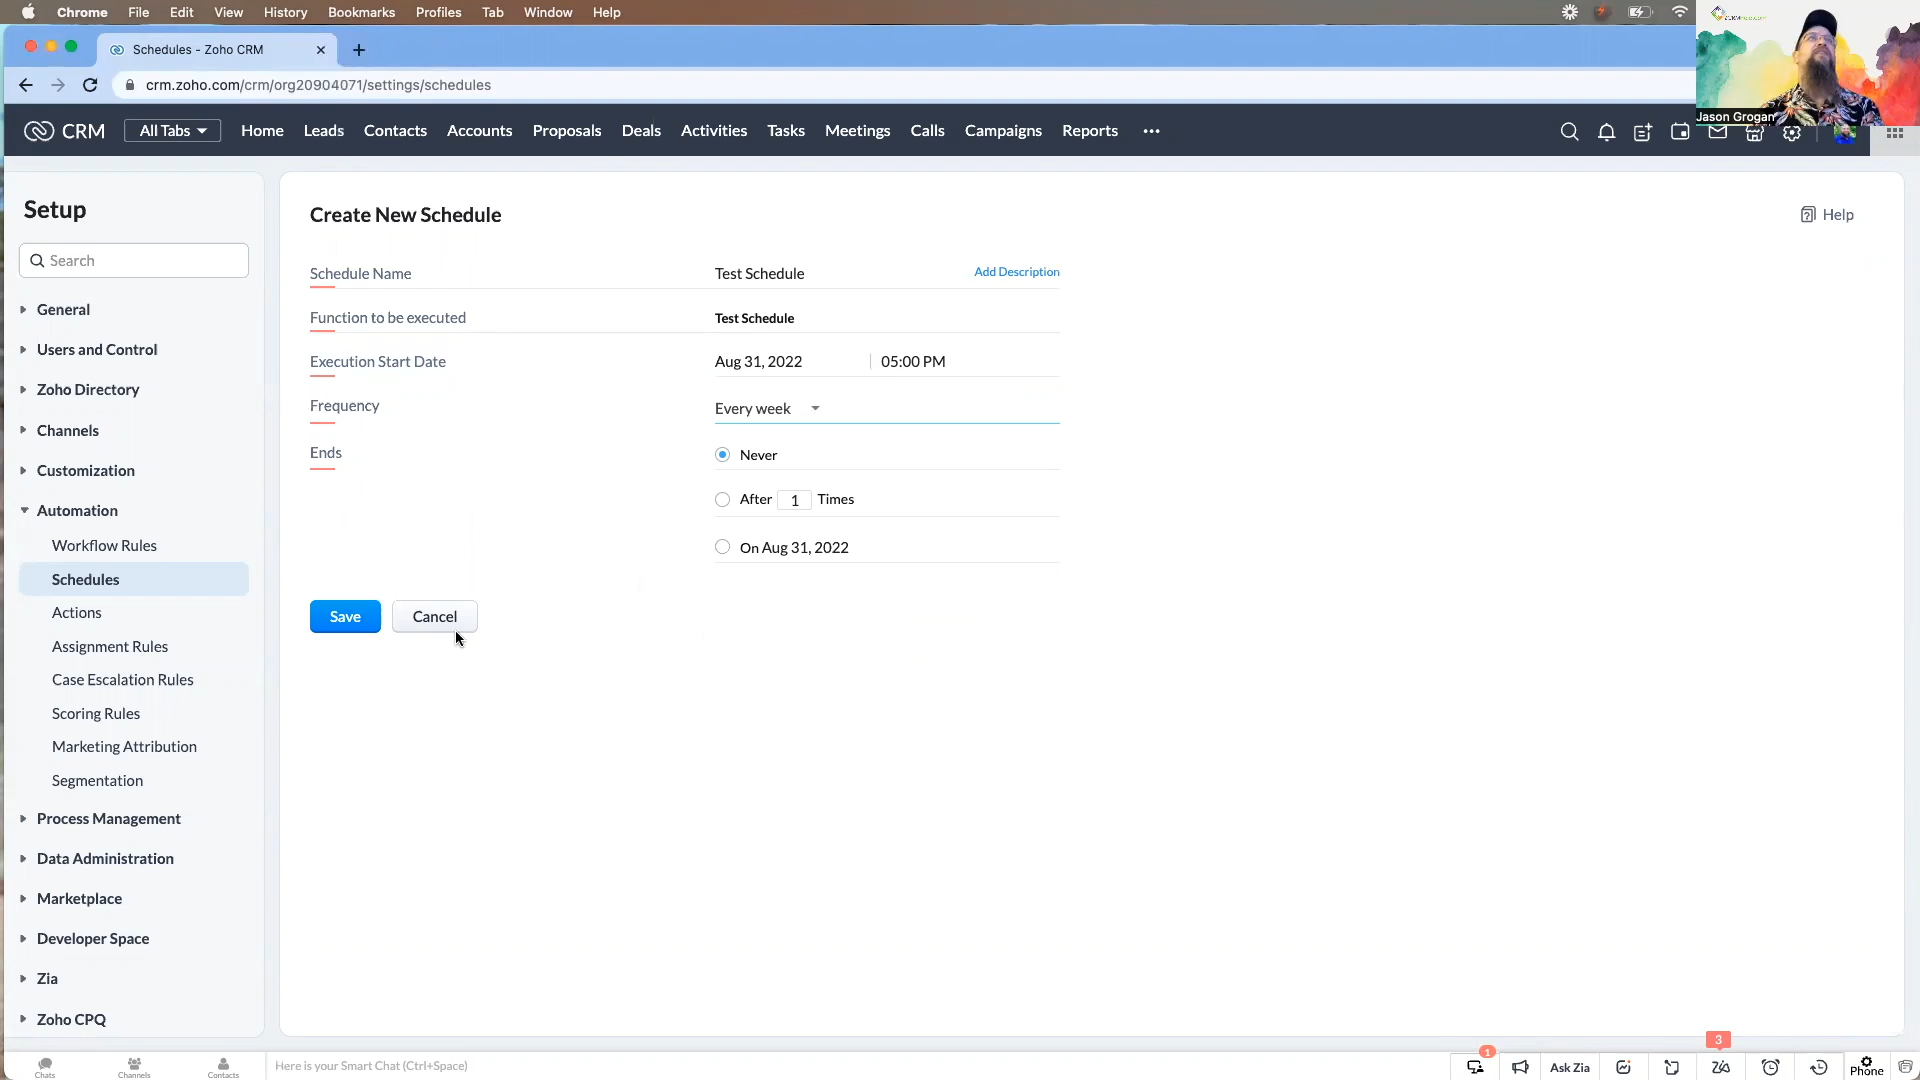 Chrome File Edit View History Bookmarks Profiles Tab Window Help
Schedules - Zoho CRM
crm.zoho.com/crm/org20904071/settings/schedules
Jason Grogan
CRM All Tabs Home Leads Contacts Accounts Proposals Deals Activities Tasks Meetings Calls Campaigns Reports
Setup
Search
General
Users and Control
Zoho Directory
Channels
Customization
Automation
Workflow Rules
Schedules
Actions
Assignment Rules
Case Escalation Rules
Scoring Rules
Marketing Attribution
Segmentation
Process Management
Data Administration
Marketplace
Developer Space
Zia
Zoho CPQ
Create New Schedule
Help
Schedule Name Test Schedule Add Description
Function to be executed Test Schedule
Execution Start Date Aug 31, 2022 05:00 PM
Frequency Every week
Ends Never
After 1 Times
On Aug 31, 2022
Save Cancel
Chats Channels Contacts Here is your Smart Chat (Ctrl+Space) 1 Ask Zia 3 Phone